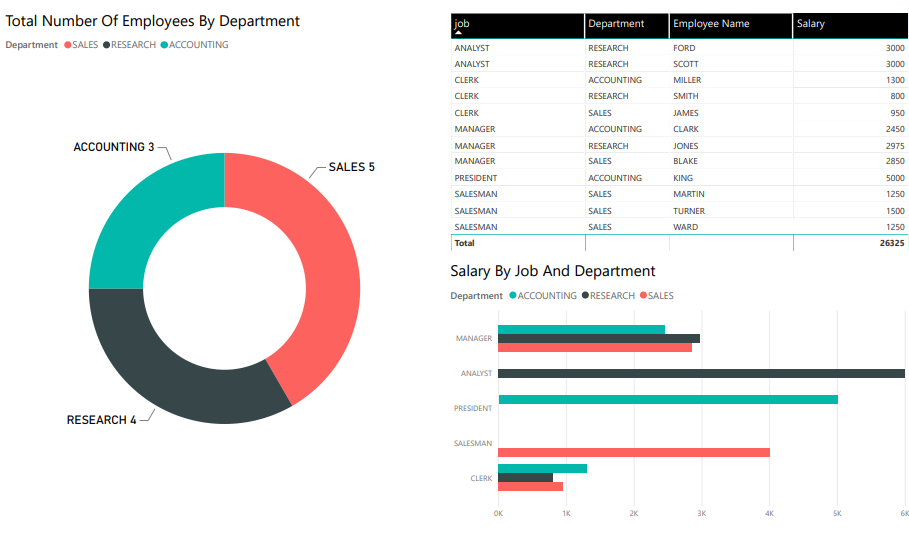 Total Number Of Employees By Department
Department SALES RESEARCH ACCOUNTING
ACCOUNTING 3
SALES 5
RESEARCH 4
job Department Employee Name Salary
ANALYST RESEARCH FORD 3000
ANALYST RESEARCH SCOTT 3000
CLERK ACCOUNTING MILLER 1300
CLERK RESEARCH SMITH 800
CLERK SALES JAMES 950
MANAGER ACCOUNTING CLARK 2450
MANAGER RESEARCH JONES 2975
MANAGER SALES BLAKE 2850
PRESIDENT ACCOUNTING KING 5000
SALESMAN SALES MARTIN 1250
SALESMAN SALES TURNER 1500
SALESMAN SALES WARD 1250
Total 26325
Salary By Job And Department
Department ACCOUNTING RESEARCH SALES
MANAGER
ANALYST
PRESIDENT
SALESMAN
CLERK
0K 1K 2K 3K 4K 5K 6K